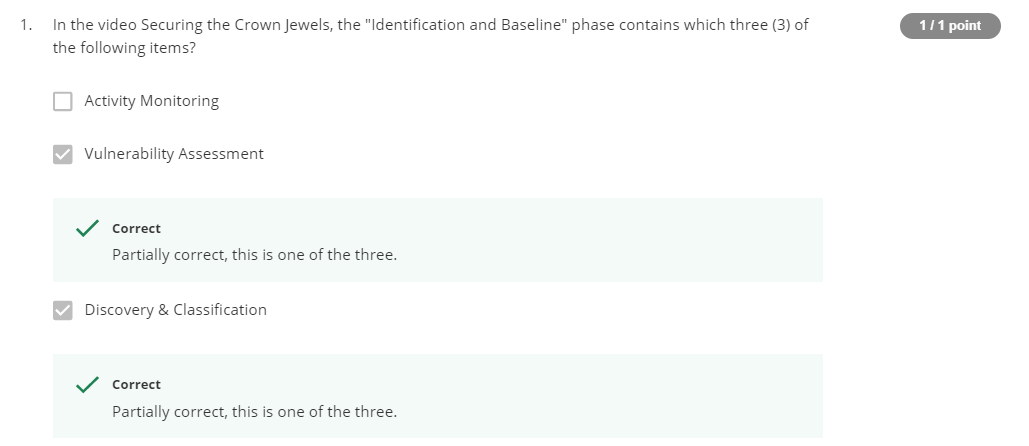 1. In the video Securing the Crown Jewels, the "Identification and Baseline" phase contains which three (3) of
the following items?
1 / 1 point
Activity Monitoring
Vulnerability Assessment
Correct
Partially correct, this is one of the three.
Discovery & Classification
Correct
Partially correct, this is one of the three.